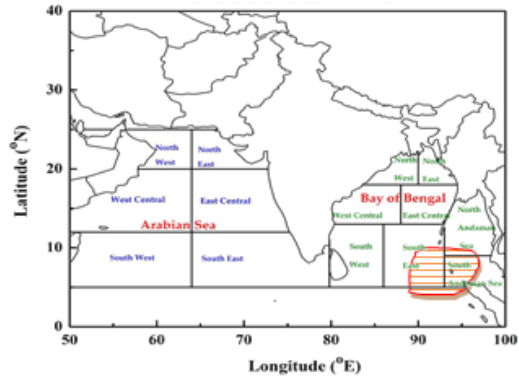 40
30
20
10
0
Latitude (°N)
North
West
North
East
West Central
East Central
Arabian Sea
South West
South East
North
West
North
East
Bay of Bengal
West Central
East Central
North
Andaman
Sea
South
West
South
East
South
Andaman Sea
50
60
70
80
90
100
Longitude (°E)